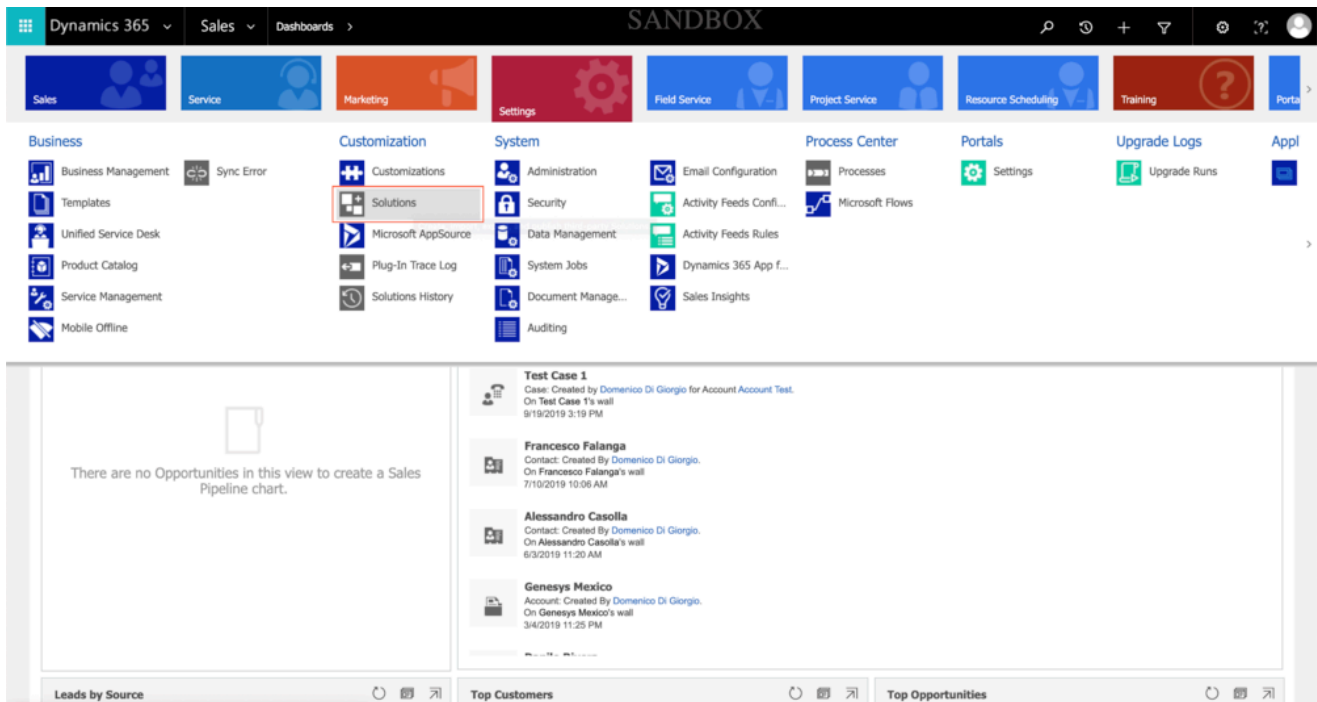 Dynamics 365
Sales
Dashboards
SANDBOX
Sales
Service
Marketing
Settings
Field Service
Project Service
Resource Scheduling
Training
Porta
Business
Business Management
Templates
Unified Service Desk
Product Catalog
Service Management
Mobile Offline
Sync Error
Customization
Customizations
Solutions
Microsoft AppSource
Plug-In Trace Log
Solutions History
System
Administration
Security
Data Management
System Jobs
Document Manage...
Auditing
Email Configuration
Activity Feeds Confi...
Activity Feeds Rules
Dynamics 365 App f...
Sales Insights
Process Center
Processes
Microsoft Flows
Portals
Settings
Upgrade Logs
Upgrade Runs
Appl
There are no Opportunities in this view to create a Sales
Pipeline chart.
Test Case 1
Case: Created by Domenico Di Giorgio for Account Account Test.
On Test Case 1's wall
9/19/2019 3:19 PM
Francesco Falanga
Contact: Created By Domenico Di Giorgio.
On Francesco Falanga's wall
7/10/2019 10:06 AM
Alessandro Casolla
Contact: Created By Domenico Di Giorgio.
On Alessandro Casolla's wall
6/3/2019 11:20 AM
Genesys Mexico
Account: Created By Domenico Di Giorgio.
On Genesys Mexico's wall
3/4/2019 11:25 PM
Leads by Source
Top Customers
Top Opportunities